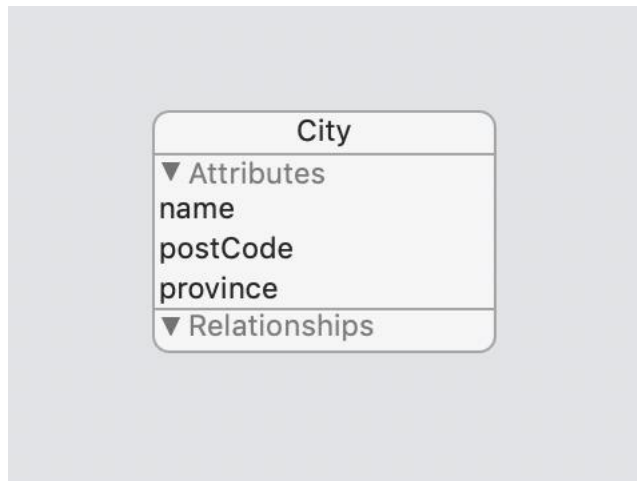 City
▼ Attributes
name
postCode
province
▼ Relationships